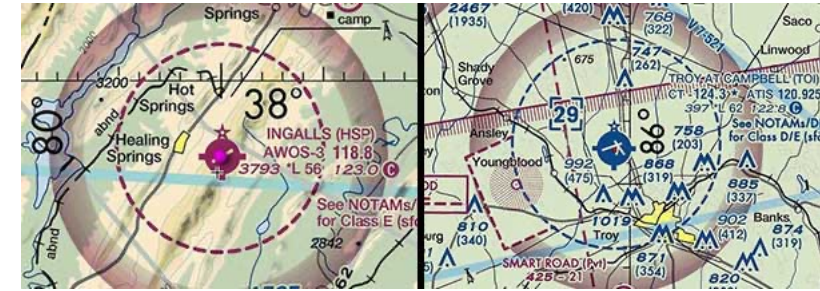 Springs
camp
3200
Hot
Springs
38°
80°
abnd
Healing
Springs
INGALLS (HSP)
AWOS-3 118.8
3793 *L 56 123.0 C
See NOTAMs/
for Class E (sfc
abnd
2842
62
2467
(1935)
(420)
768
(322)
V7-521
Saco
Linwood
747
(262)
675
Shady
Grove
TROY AT CAMPBELL (TOI)
CT - 124.3 ★ ATIS 120.925
397 *L 62 122.8 C
See NOTAMs/D
for Class D/E (sfc
29
Ansley
86°
758
(203)
Youngblood
992
(475)
868
(319)
885
(337)
810
(340)
1019
Troy
902
(412)
Banks
874
(319)
871
(354)
820
SMART ROAD (Pvt)
425 - 21